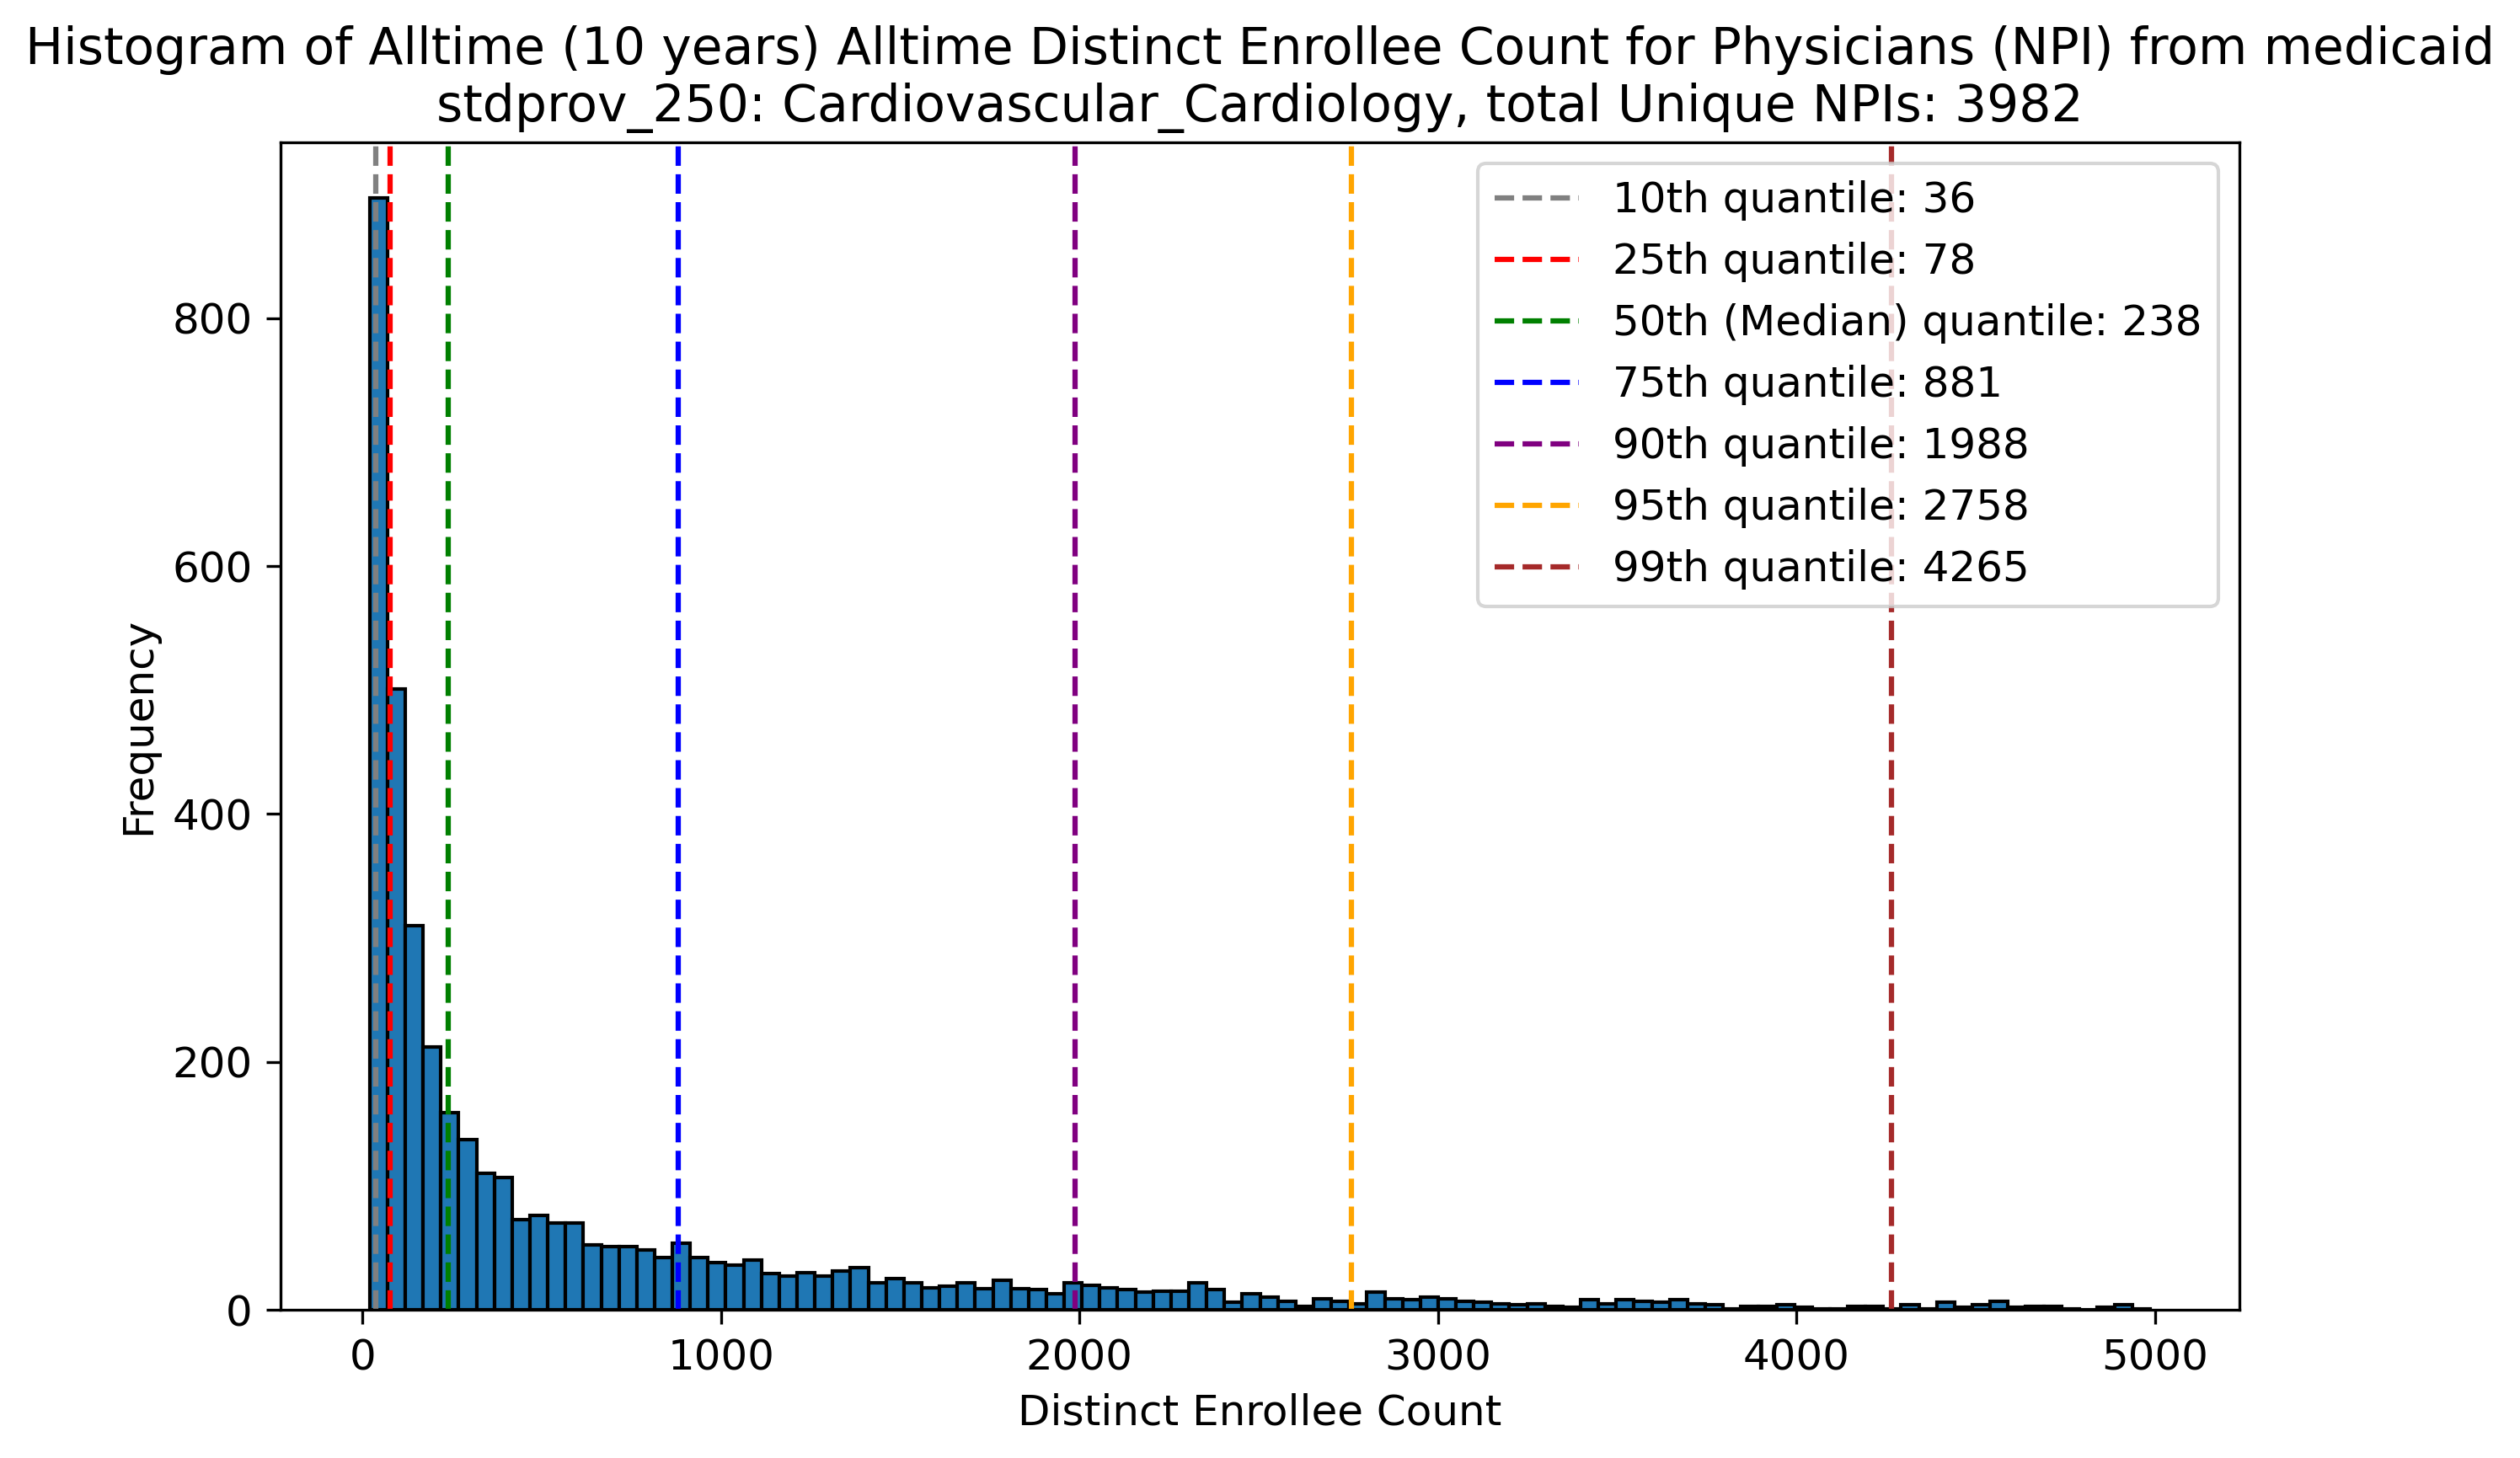 Histogram of Alltime (10 years) Alltime Distinct Enrollee Count for Physicians (NPI) from medicaid
stdprov_250: Cardiovascular_Cardiology, total Unique NPIs: 3982
10th quantile: 36
25th quantile: 78
50th (Median) quantile: 238
75th quantile: 881
90th quantile: 1988
95th quantile: 2758
99th quantile: 4265
Frequency
800
600
400
200
0
0 1000 2000 3000 4000 5000
Distinct Enrollee Count